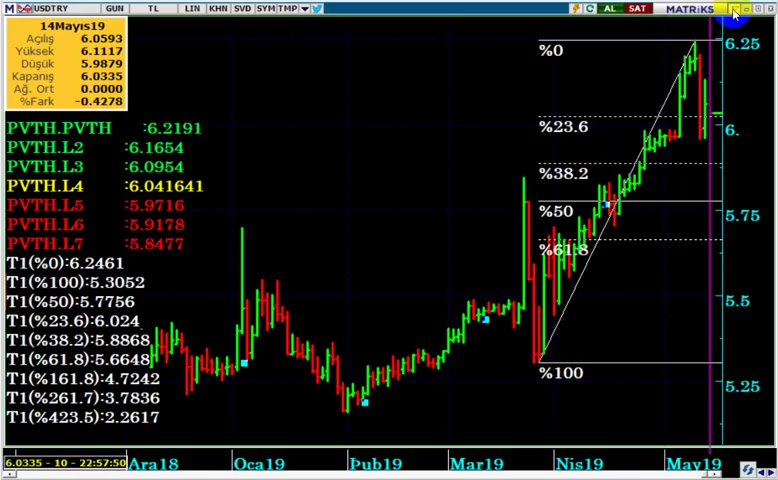 M USDTRY GUN TL LIN KHN SVD SYM TMP AL SAT MATRiKS
14Mayıs19
Açılış 6.0593
Yüksek 6.1117
Düşük 5.9879
Kapanış 6.0335
Ağ. Ort 0.0000
%Fark -0.4278
PVTH.PVTH :6.2191
PVTH.L2 :6.1654
PVTH.L3 :6.0954
PVTH.L4 :6.041641
PVTH.L5 :5.9716
PVTH.L6 :5.9178
PVTH.L7 :5.8477
T1(%0):6.2461
T1(%100):5.3052
T1(%50):5.7756
T1(%23.6):6.024
T1(%38.2):5.8868
T1(%61.8):5.6648
T1(%161.8):4.7242
T1(%261.7):3.7836
T1(%423.5):2.2617
%0
%23.6
%38.2
%50
%61.8
%100
6.25
6.
5.75
5.5
5.25
6.0335 - 10 - 22:57:50
Ara18 Oca19 Þub19 Mar19 Nis19 May19